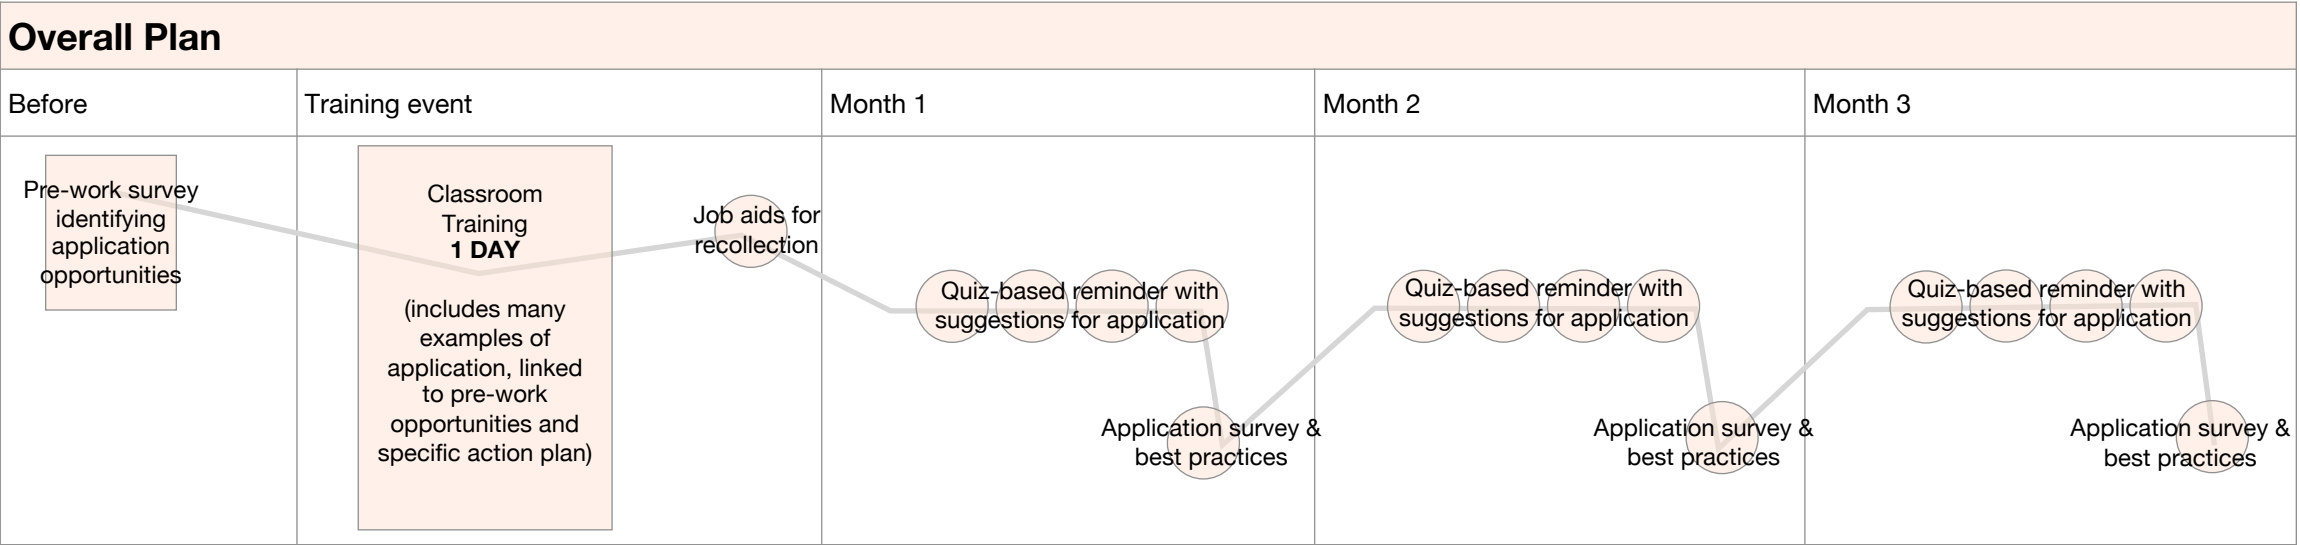 Overall Plan
Before
Training event
Month 1
Month 2
Month 3
Pre-work survey
identifying
application
opportunities
Classroom
Training
1 DAY
(includes many
examples of
application, linked
to pre-work
opportunities and
specific action plan)
Job aids for
recollection
Quiz-based reminder with
suggestions for application
Application survey &
best practices
Quiz-based reminder with
suggestions for application
Application survey &
best practices
Quiz-based reminder with
suggestions for application
Application survey &
best practices